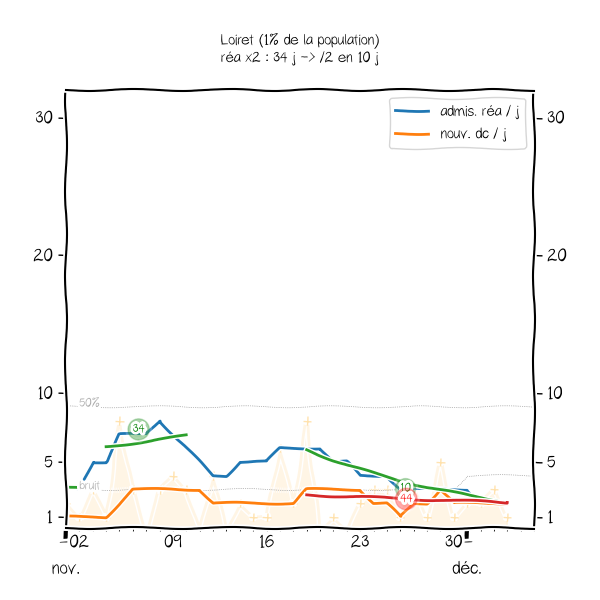 Loiret (1% de la population)
réa x2 : 34 j -> /2 en 10 j
admis. réa / j
nouv. dc / j
30
30
20
20
10
10
50%
34
5
5
bruit
10
44
1
1
02
09
16
23
30
nov.
déc.